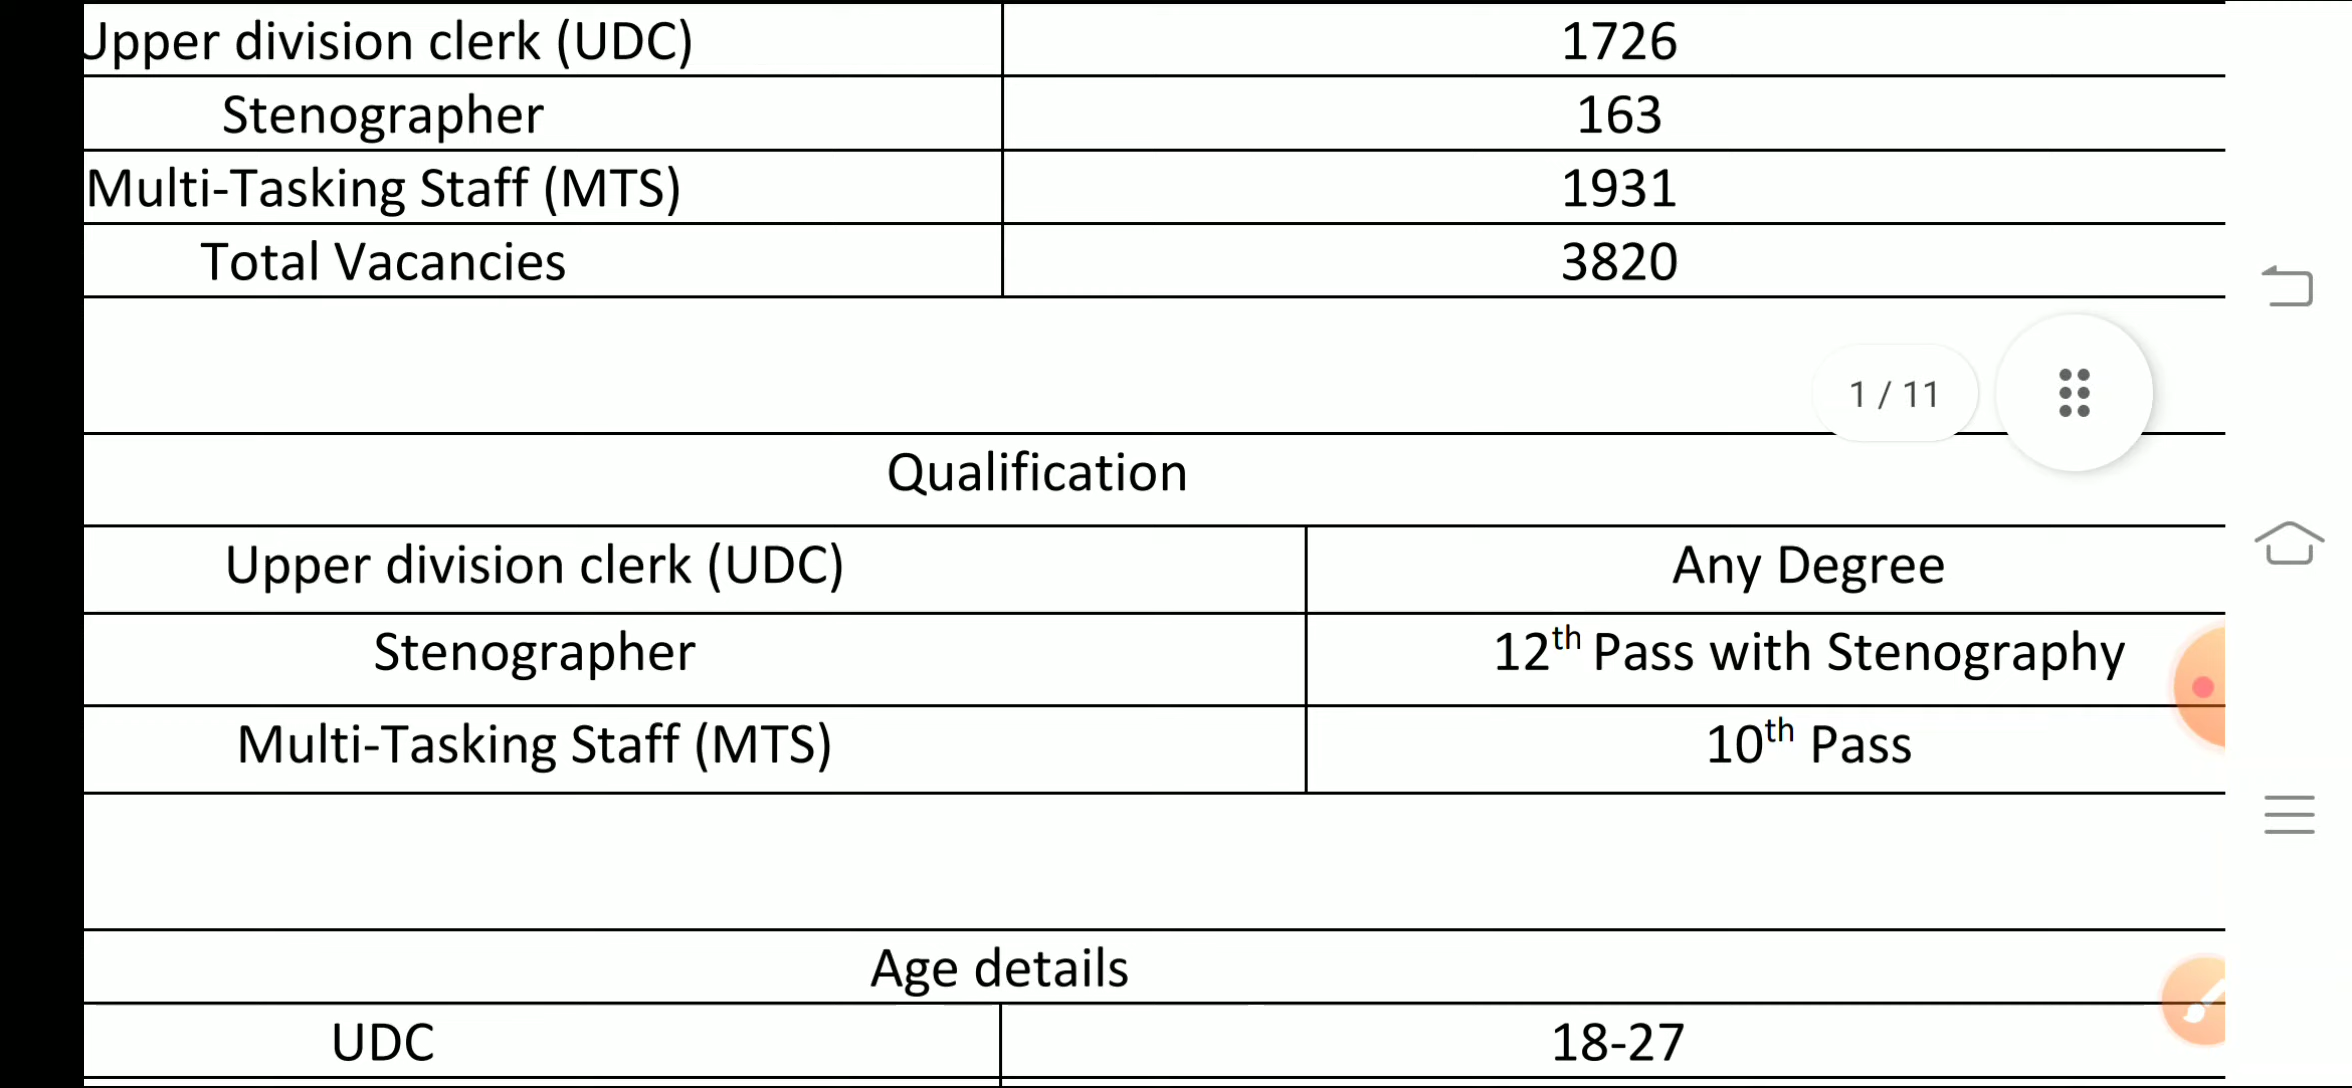 Upper division clerk (UDC) 1726
Stenographer 163
Multi-Tasking Staff (MTS) 1931
Total Vacancies 3820
1 / 11
Qualification
Upper division clerk (UDC) Any Degree
Stenographer 12th Pass with Stenography
Multi-Tasking Staff (MTS) 10th Pass
Age details
UDC 18-27